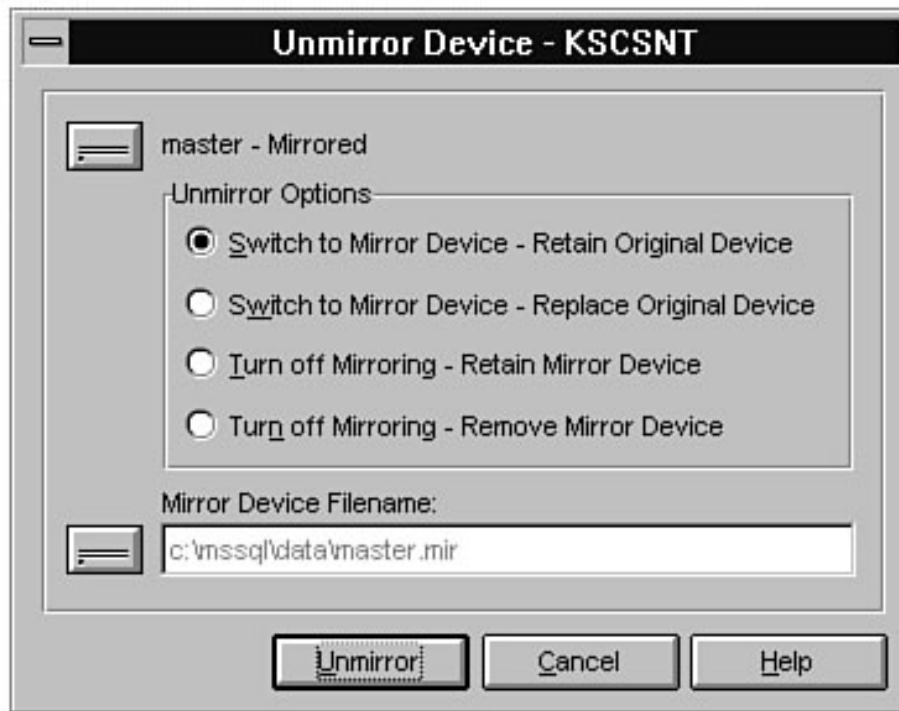 Unmirror Device - KSCSNT
master - Mirrored
Unmirror Options
Switch to Mirror Device - Retain Original Device
Switch to Mirror Device - Replace Original Device
Turn off Mirroring - Retain Mirror Device
Turn off Mirroring - Remove Mirror Device
Mirror Device Filename:
c:\mssql\data\master.mir
Unmirror Cancel Help